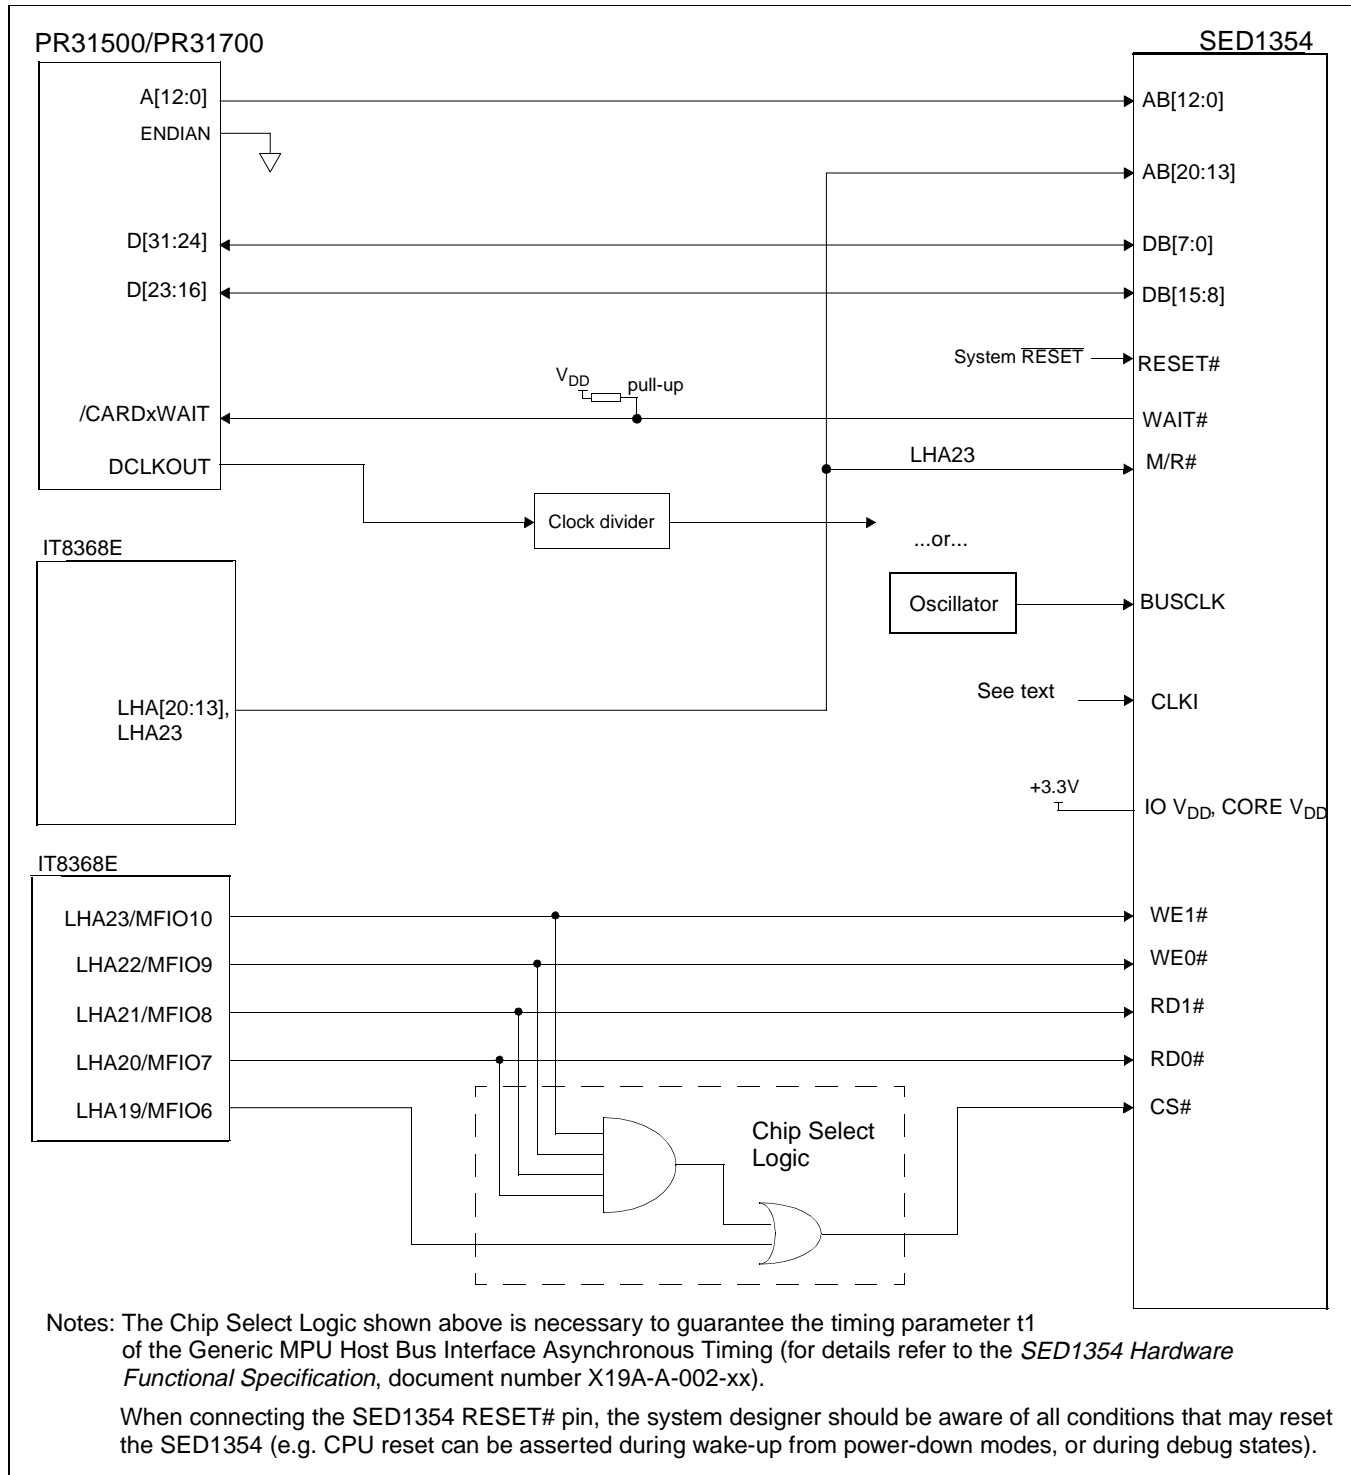 PR31500/PR31700
SED1354
A[12:0]
AB[12:0]
ENDIAN
AB[20:13]
D[31:24]
DB[7:0]
D[23:16]
DB[15:8]
System RESET
RESET#
VDD
pull-up
/CARDxWAIT
WAIT#
DCLKOUT
LHA23
M/R#
Clock divider
...or...
IT8368E
Oscillator
BUSCLK
See text
CLKI
LHA[20:13],
LHA23
+3.3V
IO VDD, CORE VDD
IT8368E
LHA23/MFIO10
WE1#
LHA22/MFIO9
WE0#
LHA21/MFIO8
RD1#
LHA20/MFIO7
RD0#
LHA19/MFIO6
CS#
Chip Select
Logic
Notes: The Chip Select Logic shown above is necessary to guarantee the timing parameter t1
of the Generic MPU Host Bus Interface Asynchronous Timing (for details refer to the SED1354 Hardware
Functional Specification, document number X19A-A-002-xx).
When connecting the SED1354 RESET# pin, the system designer should be aware of all conditions that may reset
the SED1354 (e.g. CPU reset can be asserted during wake-up from power-down modes, or during debug states).